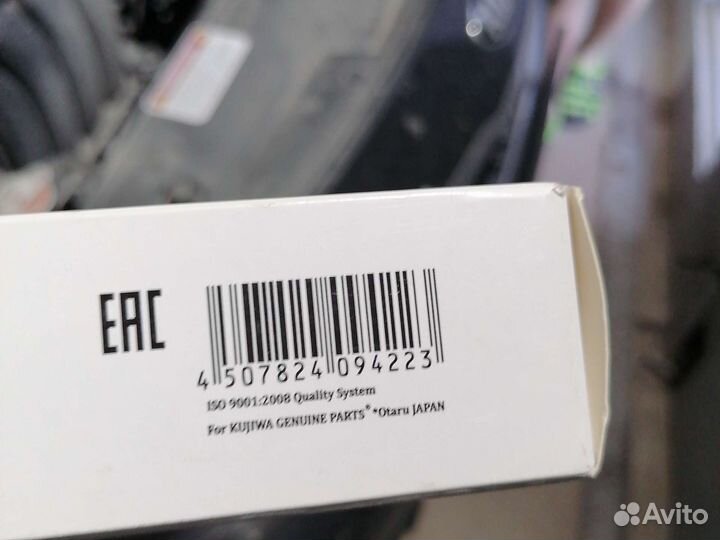 EAC
4 507824 094223
ISO 9001:2008 Quality System
For KUJIWA GENUINE PARTS® *Otaru JAPAN
Avito